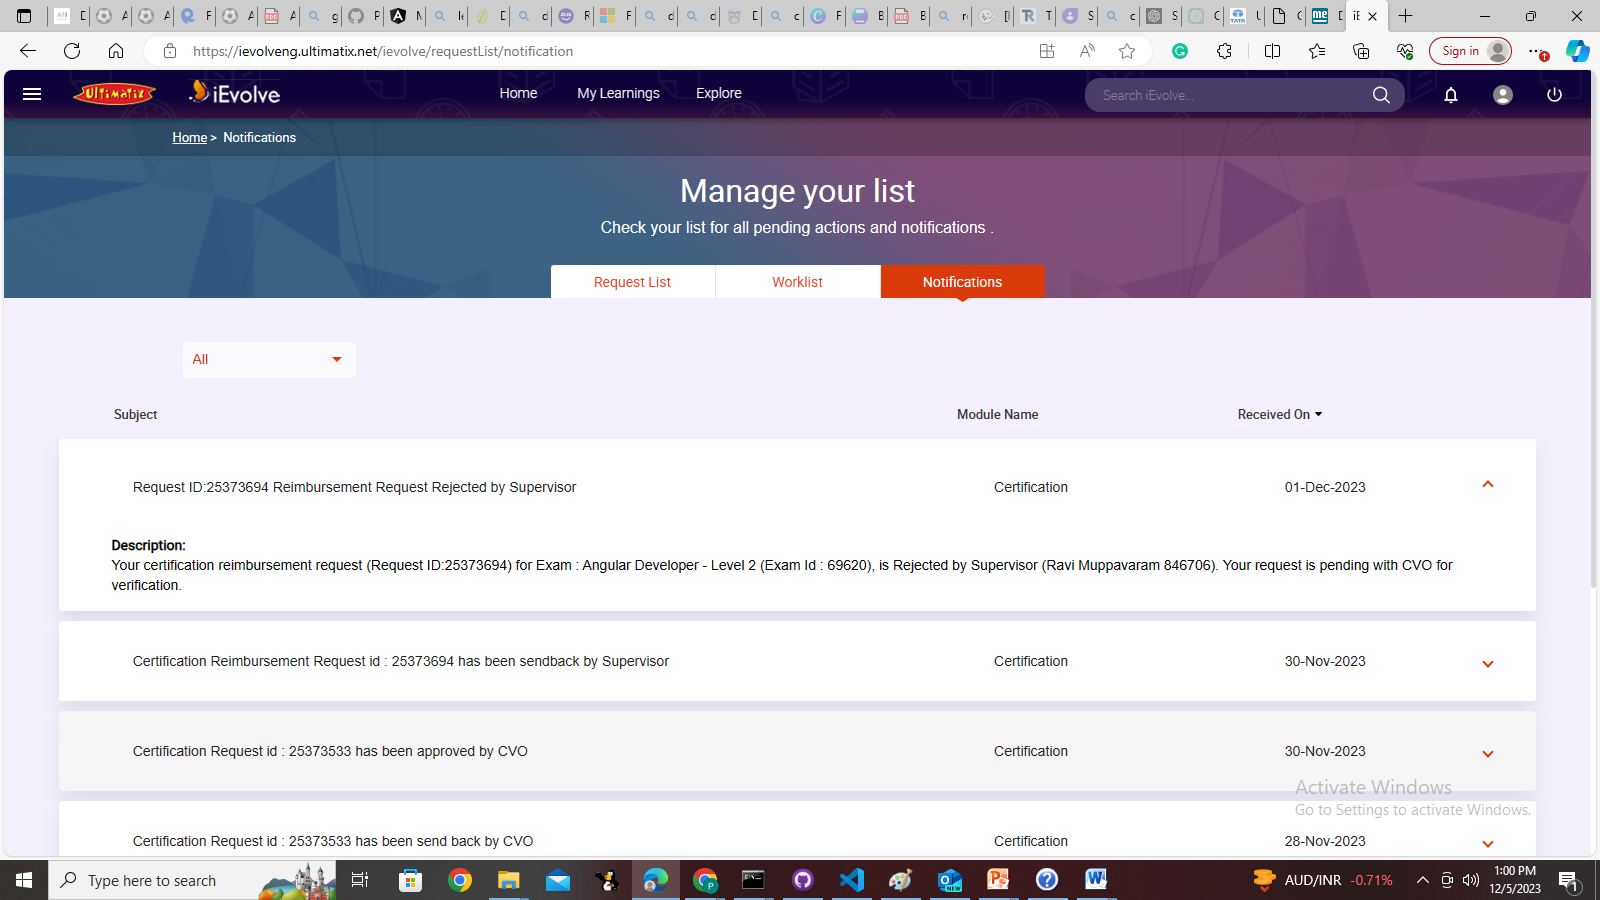 https://ievolveng.ultimatix.net/ievolve/requestList/notification
Sign in
1
Ultimatix
iEvolve
Home
My Learnings
Explore
Search iEvolve...
Home > Notifications
Manage your list
Check your list for all pending actions and notifications .
Request List
Worklist
Notifications
All
Subject
Module Name
Received On
Request ID:25373694 Reimbursement Request Rejected by Supervisor
Certification
01-Dec-2023
Description:
Your certification reimbursement request (Request ID:25373694) for Exam : Angular Developer - Level 2 (Exam Id : 69620), is Rejected by Supervisor (Ravi Muppavaram 846706). Your request is pending with CVO for
verification.
Certification Reimbursement Request id : 25373694 has been sendback by Supervisor
Certification
30-Nov-2023
Certification Request id : 25373533 has been approved by CVO
Certification
30-Nov-2023
Activate Windows
Go to Settings to activate Windows.
Certification Request id : 25373533 has been send back by CVO
Certification
28-Nov-2023
Type here to search
AUD/INR -0.71%
1:00 PM
12/5/2023
1